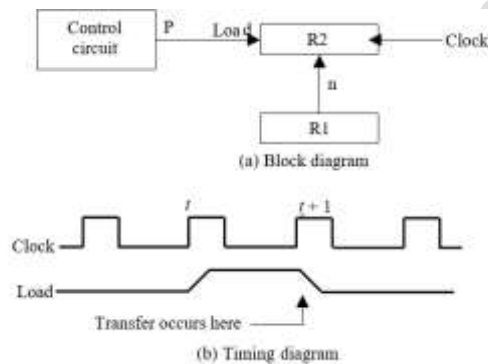 Control
circuit
P
Load
R2
Clock
n
R1
(a) Block diagram
t
t + 1
Clock
Load
Transfer occurs here
(b) Timing diagram